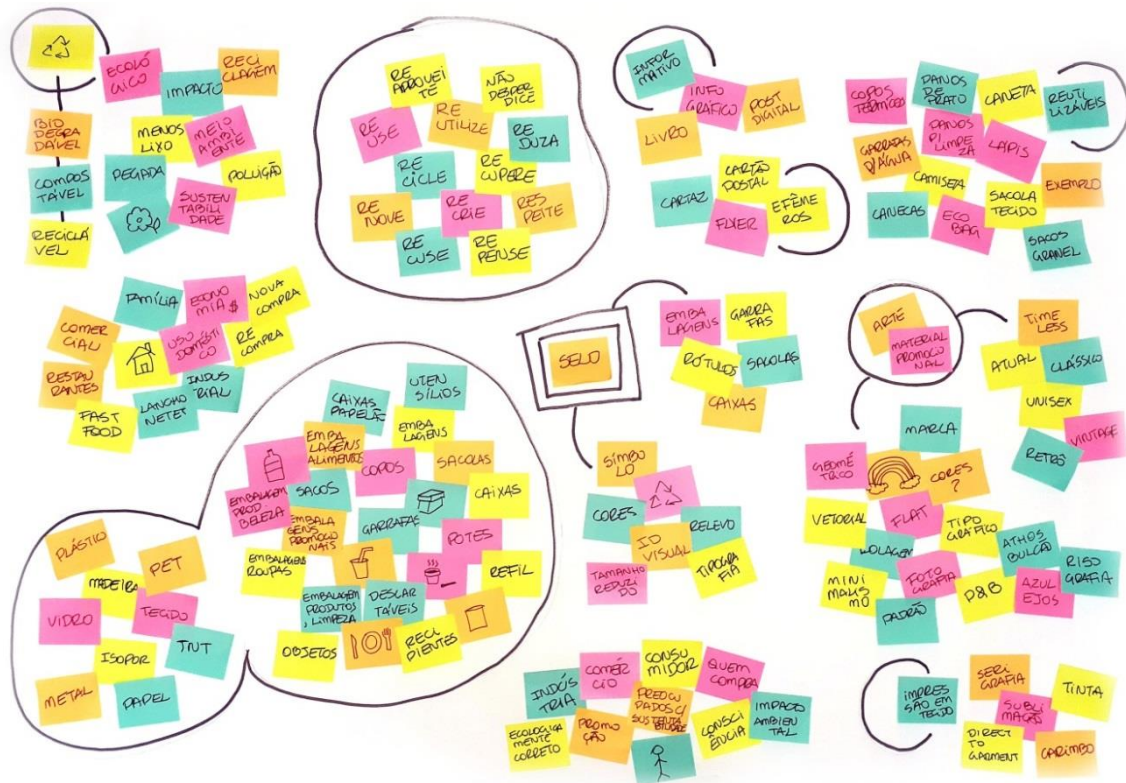 ECOLÓ
GICO
IMPACTO
RECI
CLAGEM
BIO
DEGRA
DÁVEL
MENOS
LIXO
MEIO
AMBI
ENTE
COMPOS
TÁVEL
PEGADA
POLUIÇÃO
SUSTEN
TABILI
DADE
RECICLÁ
VEL
RE
APROVEI
TE
NÃO
DESPER
DICE
RE
USE
RE
UTILIZE
RE
DUZA
RE
CICLE
RE
CUPERE
RE
NOVE
RE
CRIE
RES
PEITE
RE
CUSE
RE
PENSE
INFOR
MATIVO
INFO
GRÁFICO
POST
DIGITAL
LIVRO
CARTÃO
POSTAL
CARTAZ
FLYER
EFÊME
ROS
COPOS
TÉRMICOS
PANOS
DE
PRATO
CANETA
REUTI
LIZÁVEIS
GARRAFAS
D'ÁGUA
PANOS
P/
LIMPE
ZA
LÁPIS
CAMISETA
SACOLA
TECIDO
EXEMPLO
CANECAS
ECO
BAG
SACOS
GRANEL
FAMÍLIA
ECONO
MIA $
NOVA
COMPRA
COMER
CIAL
USO
DOMÉSTI
CO
RE
COMPRA
RESTAU
RANTES
INDUS
TRIAL
FAST
FOOD
LANCHO
NETET
SELO
EMBA
LAGENS
GARRA
FAS
RÓTULOS
SACOLAS
CAIXAS
SÍMBO
LO
CORES
RELEVO
ID
VISUAL
TAMANHO
REDUZI
DO
TIPOGRA
FIA
ARTE
MATERIAL
PROMOCIO
NAL
TIME
LESS
ATUAL
CLÁSSICO
UNISEX
VINTAGE
RETRÔ
MARCA
GEOMÉ
TRICO
CORES
?
VETORIAL
FLAT
TIPO
GRÁFICO
COLAGEM
ATHOS
BULCÃO
RISO
GRAFIA
MINI
MALIS
MO
FOTO
GRAFIA
P&B
AZUL
EJOS
PADRÃO
CAIXAS
PAPELÃO
UTEN
SÍLIOS
EMBA
LAGENS
ALIMENTOS
EMBA
LAGENS
COPOS
SACOLAS
EMBALAGEM
PROD.
BELEZA
SACOS
CAIXAS
EMBALA
GENS
PROMOCIO
NAIS
GARRAFAS
POTES
EMBALAGEM
ROUPAS
REFIL
EMBALAGEM
PRODUTOS
LIMPEZA
DESCAR
TÁVEIS
OBJETOS
RECI
PIENTES
PLÁSTICO
PET
MADEIRA
VIDRO
TECIDO
ISOPOR
TNT
METAL
PAPEL
INDÚS
TRIA
COMÉR
CIO
CONSU
MIDOR
QUEM
COMPRA
ECOLOGICA
MENTE
CORRETO
PROMO
ÇÃO
PREOCU
PADOS C/
SUSTENTA
BILIDADE
CONSCI
ÊNCIA
IMPACTO
AMBIEN
TAL
IMPRES
SÃO EM
TECIDO
SERI
GRAFIA
TINTA
SUBLI
MAÇÃO
DIRECT
TO
GARMENT
CARIMBO